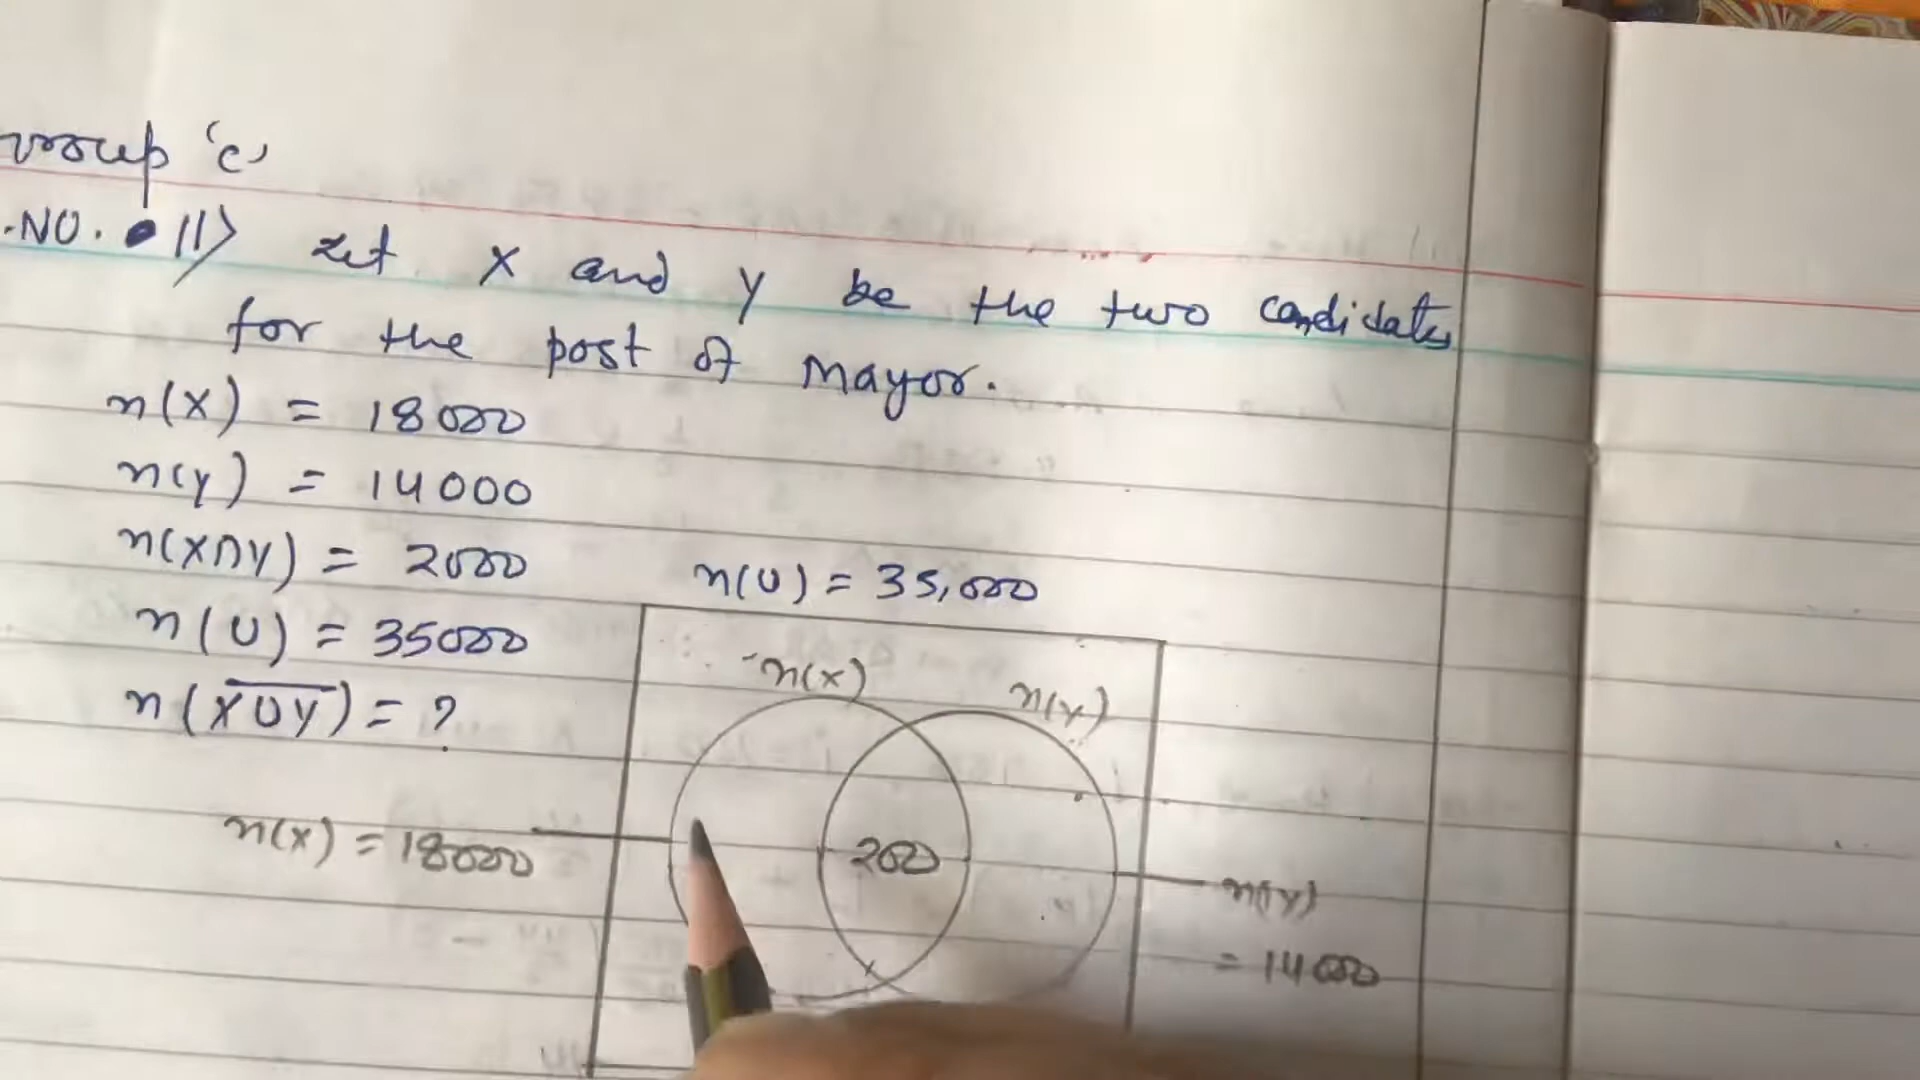 roup 'c'
.NO. 11) Let X and Y be the two candidates
for the post of Mayor.
n(X) = 18000
n(Y) = 14000
n(X∩Y) = 2000
n(U) = 35,000
n(U) = 35000
n(X̅∪̅Y̅) = ?
n(X)
n(Y)
n(X) = 18000
2000
n(Y)
= 14000